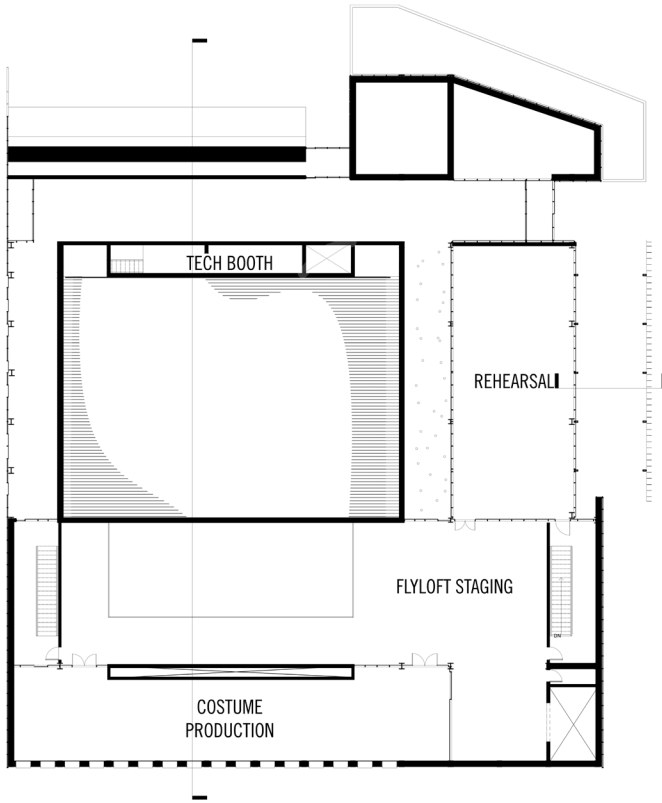 TECH BOOTH
REHEARSAL
FLYLOFT STAGING
DN
COSTUME
PRODUCTION